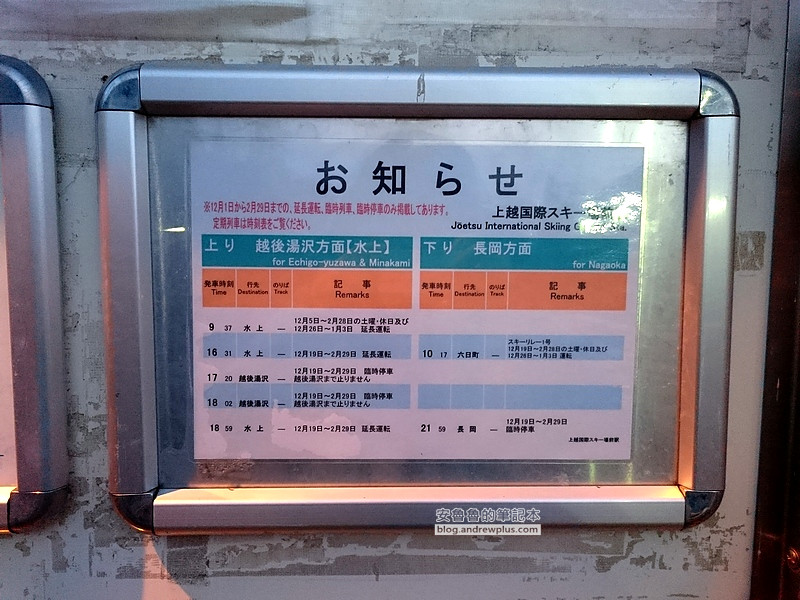 お知らせ
※12月1日から2月29日までの、延長運転、臨時列車、臨時停車のみ掲載してあります。
定期列車は時刻表をご覧ください。
上越国際スキー
Jōetsu International Skiing
上り 越後湯沢方面【水上】
for Echigo-yuzawa & Minakami
発車時刻 行先 のりば 記事
Time Destination Track Remarks
9 37 水上 — 12月5日～2月28日の土曜・休日及び
12月26日～1月3日 延長運転
16 31 水上 — 12月19日～2月29日 延長運転
17 20 越後湯沢 — 12月19日～2月29日 臨時停車
越後湯沢まで止りません
18 02 越後湯沢 — 12月19日～2月29日 臨時停車
越後湯沢まで止りません
18 59 水上 — 12月19日～2月29日 延長運転
下り 長岡方面
for Nagaoka
発車時刻 行先 のりば 記事
Time Destination Track Remarks
スキーリレー1号
10 17 六日町 — 12月19日～2月28日の土曜・休日及び
12月26日～1月3日 運転
21 59 長岡 — 12月19日～2月29日
臨時停車
上越国際スキー場前駅
安魯魯的筆記本
blog.andrewplus.com